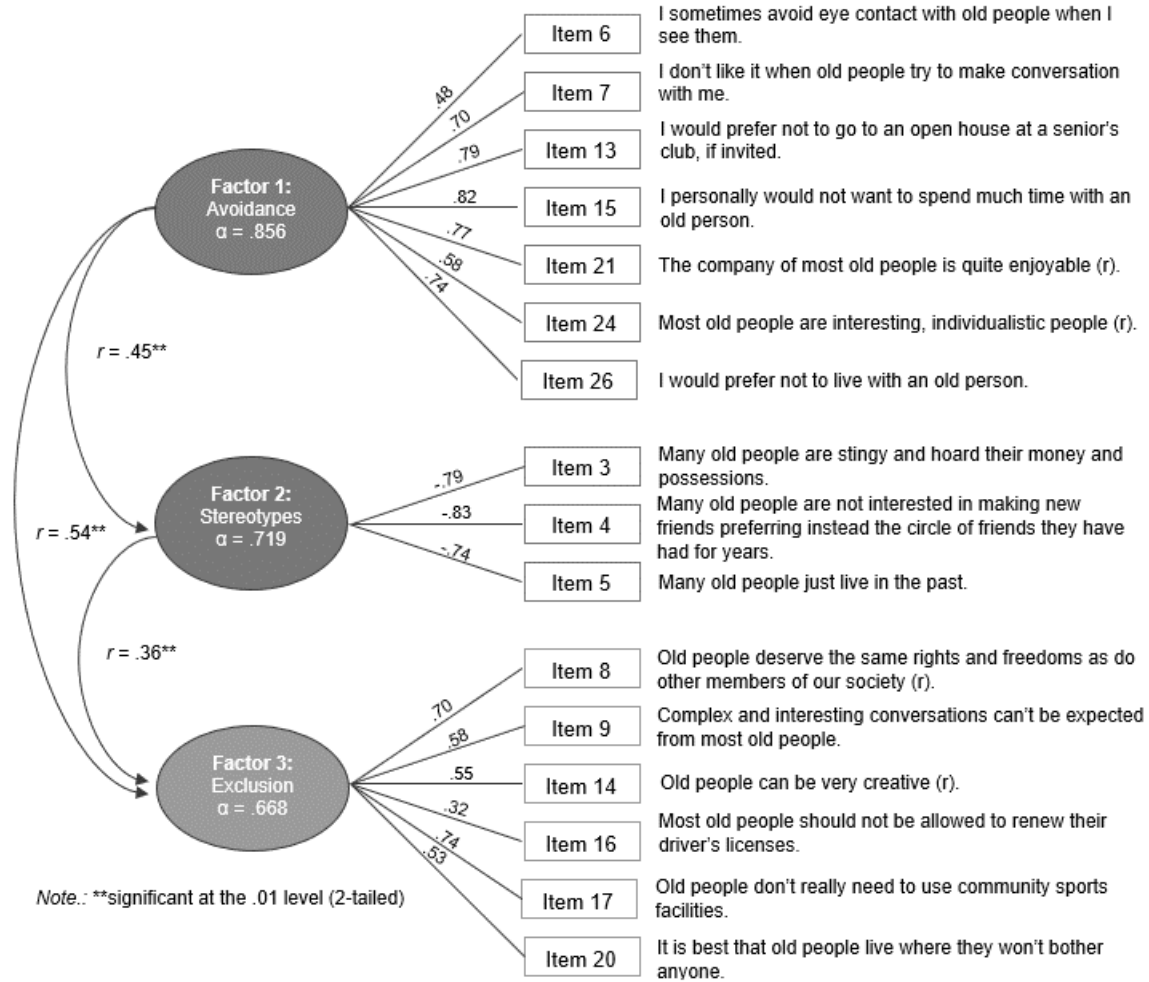 Factor 1:
Avoidance
α = .856
.48
Item 6
I sometimes avoid eye contact with old people when I
see them.
.70
Item 7
I don't like it when old people try to make conversation
with me.
.79
Item 13
I would prefer not to go to an open house at a senior's
club, if invited.
.82
Item 15
I personally would not want to spend much time with an
old person.
.77
Item 21
The company of most old people is quite enjoyable (r).
.58
Item 24
Most old people are interesting, individualistic people (r).
.74
Item 26
I would prefer not to live with an old person.
r = .45**
r = .54**
Factor 2:
Stereotypes
α = .719
-.79
Item 3
Many old people are stingy and hoard their money and
possessions.
-.83
Item 4
Many old people are not interested in making new
friends preferring instead the circle of friends they have
had for years.
-.74
Item 5
Many old people just live in the past.
r = .36**
Factor 3:
Exclusion
α = .668
.70
Item 8
Old people deserve the same rights and freedoms as do
other members of our society (r).
.58
Item 9
Complex and interesting conversations can't be expected
from most old people.
.55
Item 14
Old people can be very creative (r).
.32
Item 16
Most old people should not be allowed to renew their
driver's licenses.
.74
Item 17
Old people don't really need to use community sports
facilities.
.53
Item 20
It is best that old people live where they won't bother
anyone.
Note.: **significant at the .01 level (2-tailed)